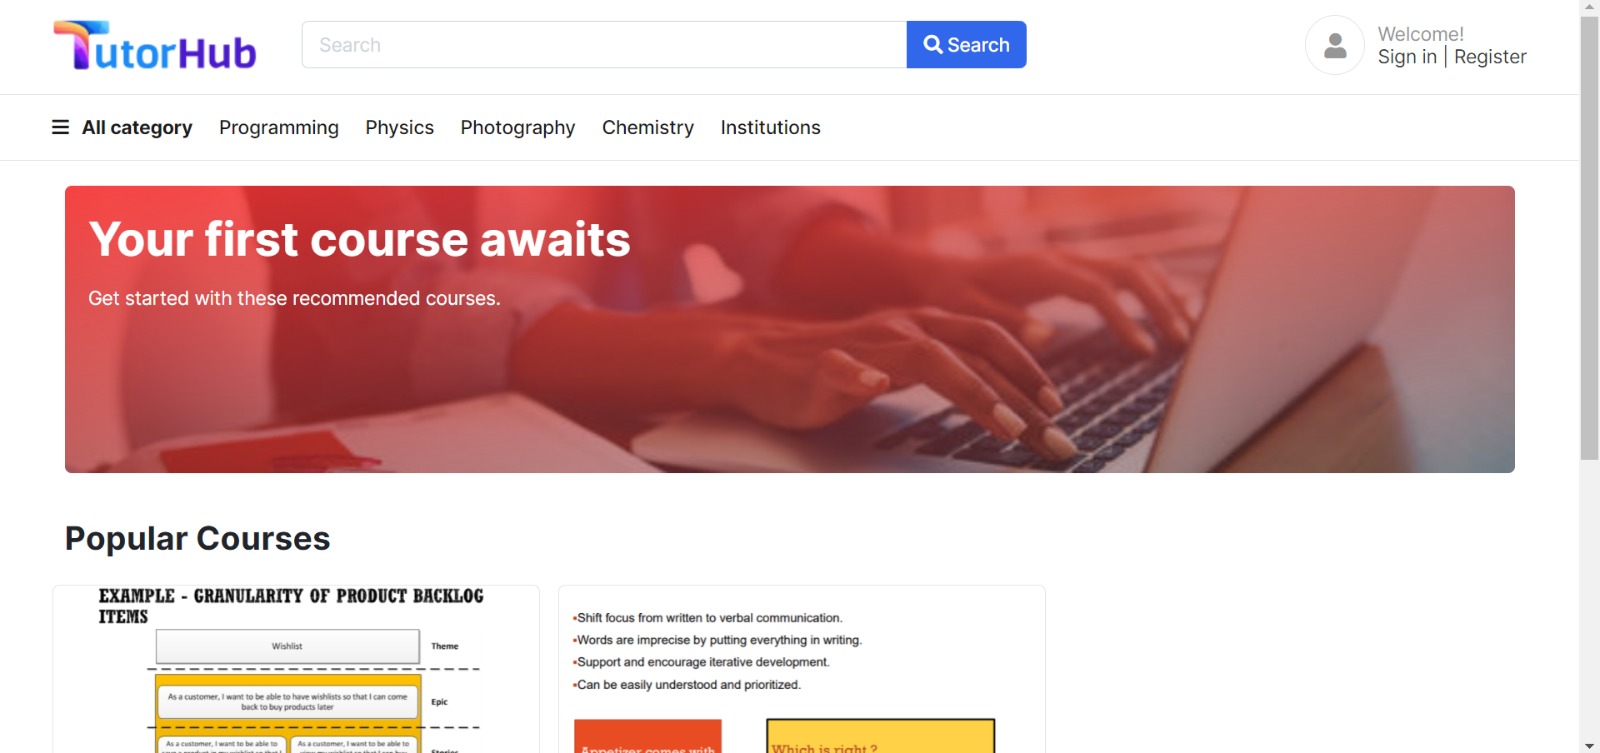 TutorHub
Search
Search
Welcome!
Sign in | Register
All category Programming Physics Photography Chemistry Institutions
Your first course awaits
Get started with these recommended courses.
Popular Courses
EXAMPLE - GRANULARITY OF PRODUCT BACKLOG
ITEMS
Wishlist
Theme
As a customer, I want to be able to have wishlists so that I can come
back to buy products later
Epic
As a customer, I want to be able to
As a customer, I want to be able to
Stories
•Shift focus from written to verbal communication.
•Words are imprecise by putting everything in writing.
•Support and encourage iterative development.
•Can be easily understood and prioritized.
Appetizer comes with
Which is right ?